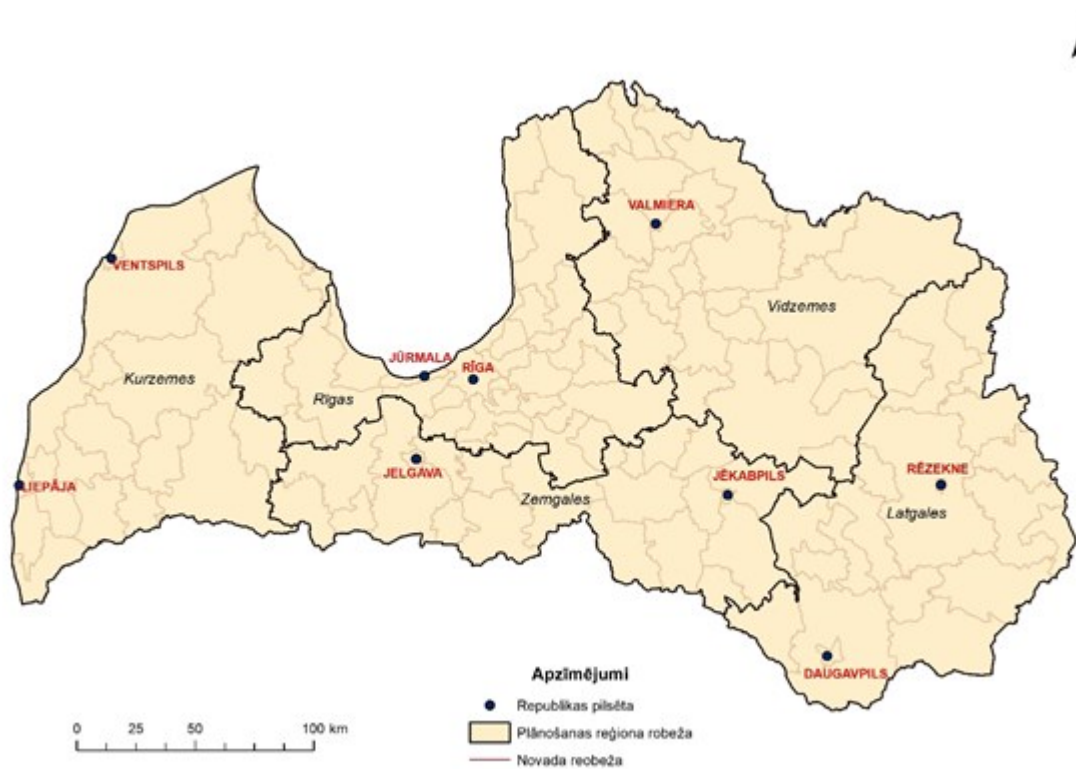 VALMIERA
VENTSPILS
Vidzemes
JŪRMALA
RĪGA
Kurzemes
Rīgas
JELGAVA
JĒKABPILS
RĒZEKNE
LIEPĀJA
Zemgales
Latgales
DAUGAVPILS
Apzīmējumi
Republikas pilsēta
Plānošanas reģiona robeža
Novada reobeža
0 25 50 100 km